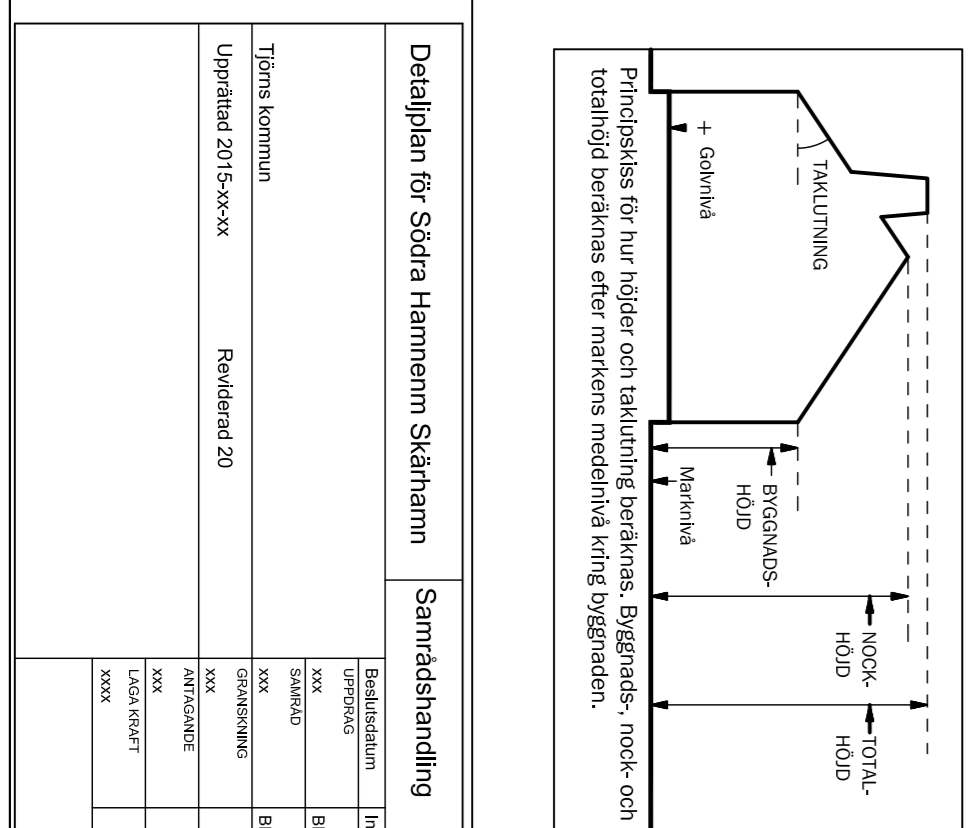 TAKLUTNING
+ Golvnivå
BYGGNADS-
HÖJD
Marknivå
NOCK-
HÖJD
TOTAL-
HÖJD
Principskiss för hur höjder och taklutning beräknas. Byggnads-, nock- och
totalhöjd beräknas efter markens medelnivå kring byggnaden.
Detaljplan för Södra Hamnenm Skärhamn
Samrådshandling
Tjörns kommun
Upprättad 2015-xx-xx
Reviderad 20
Beslutsdatum
UPPDRAG
xxx
SAMRÅD
xxx
GRANSKNING
xxx
ANTAGANDE
xxx
LAGA KRAFT
xxxx